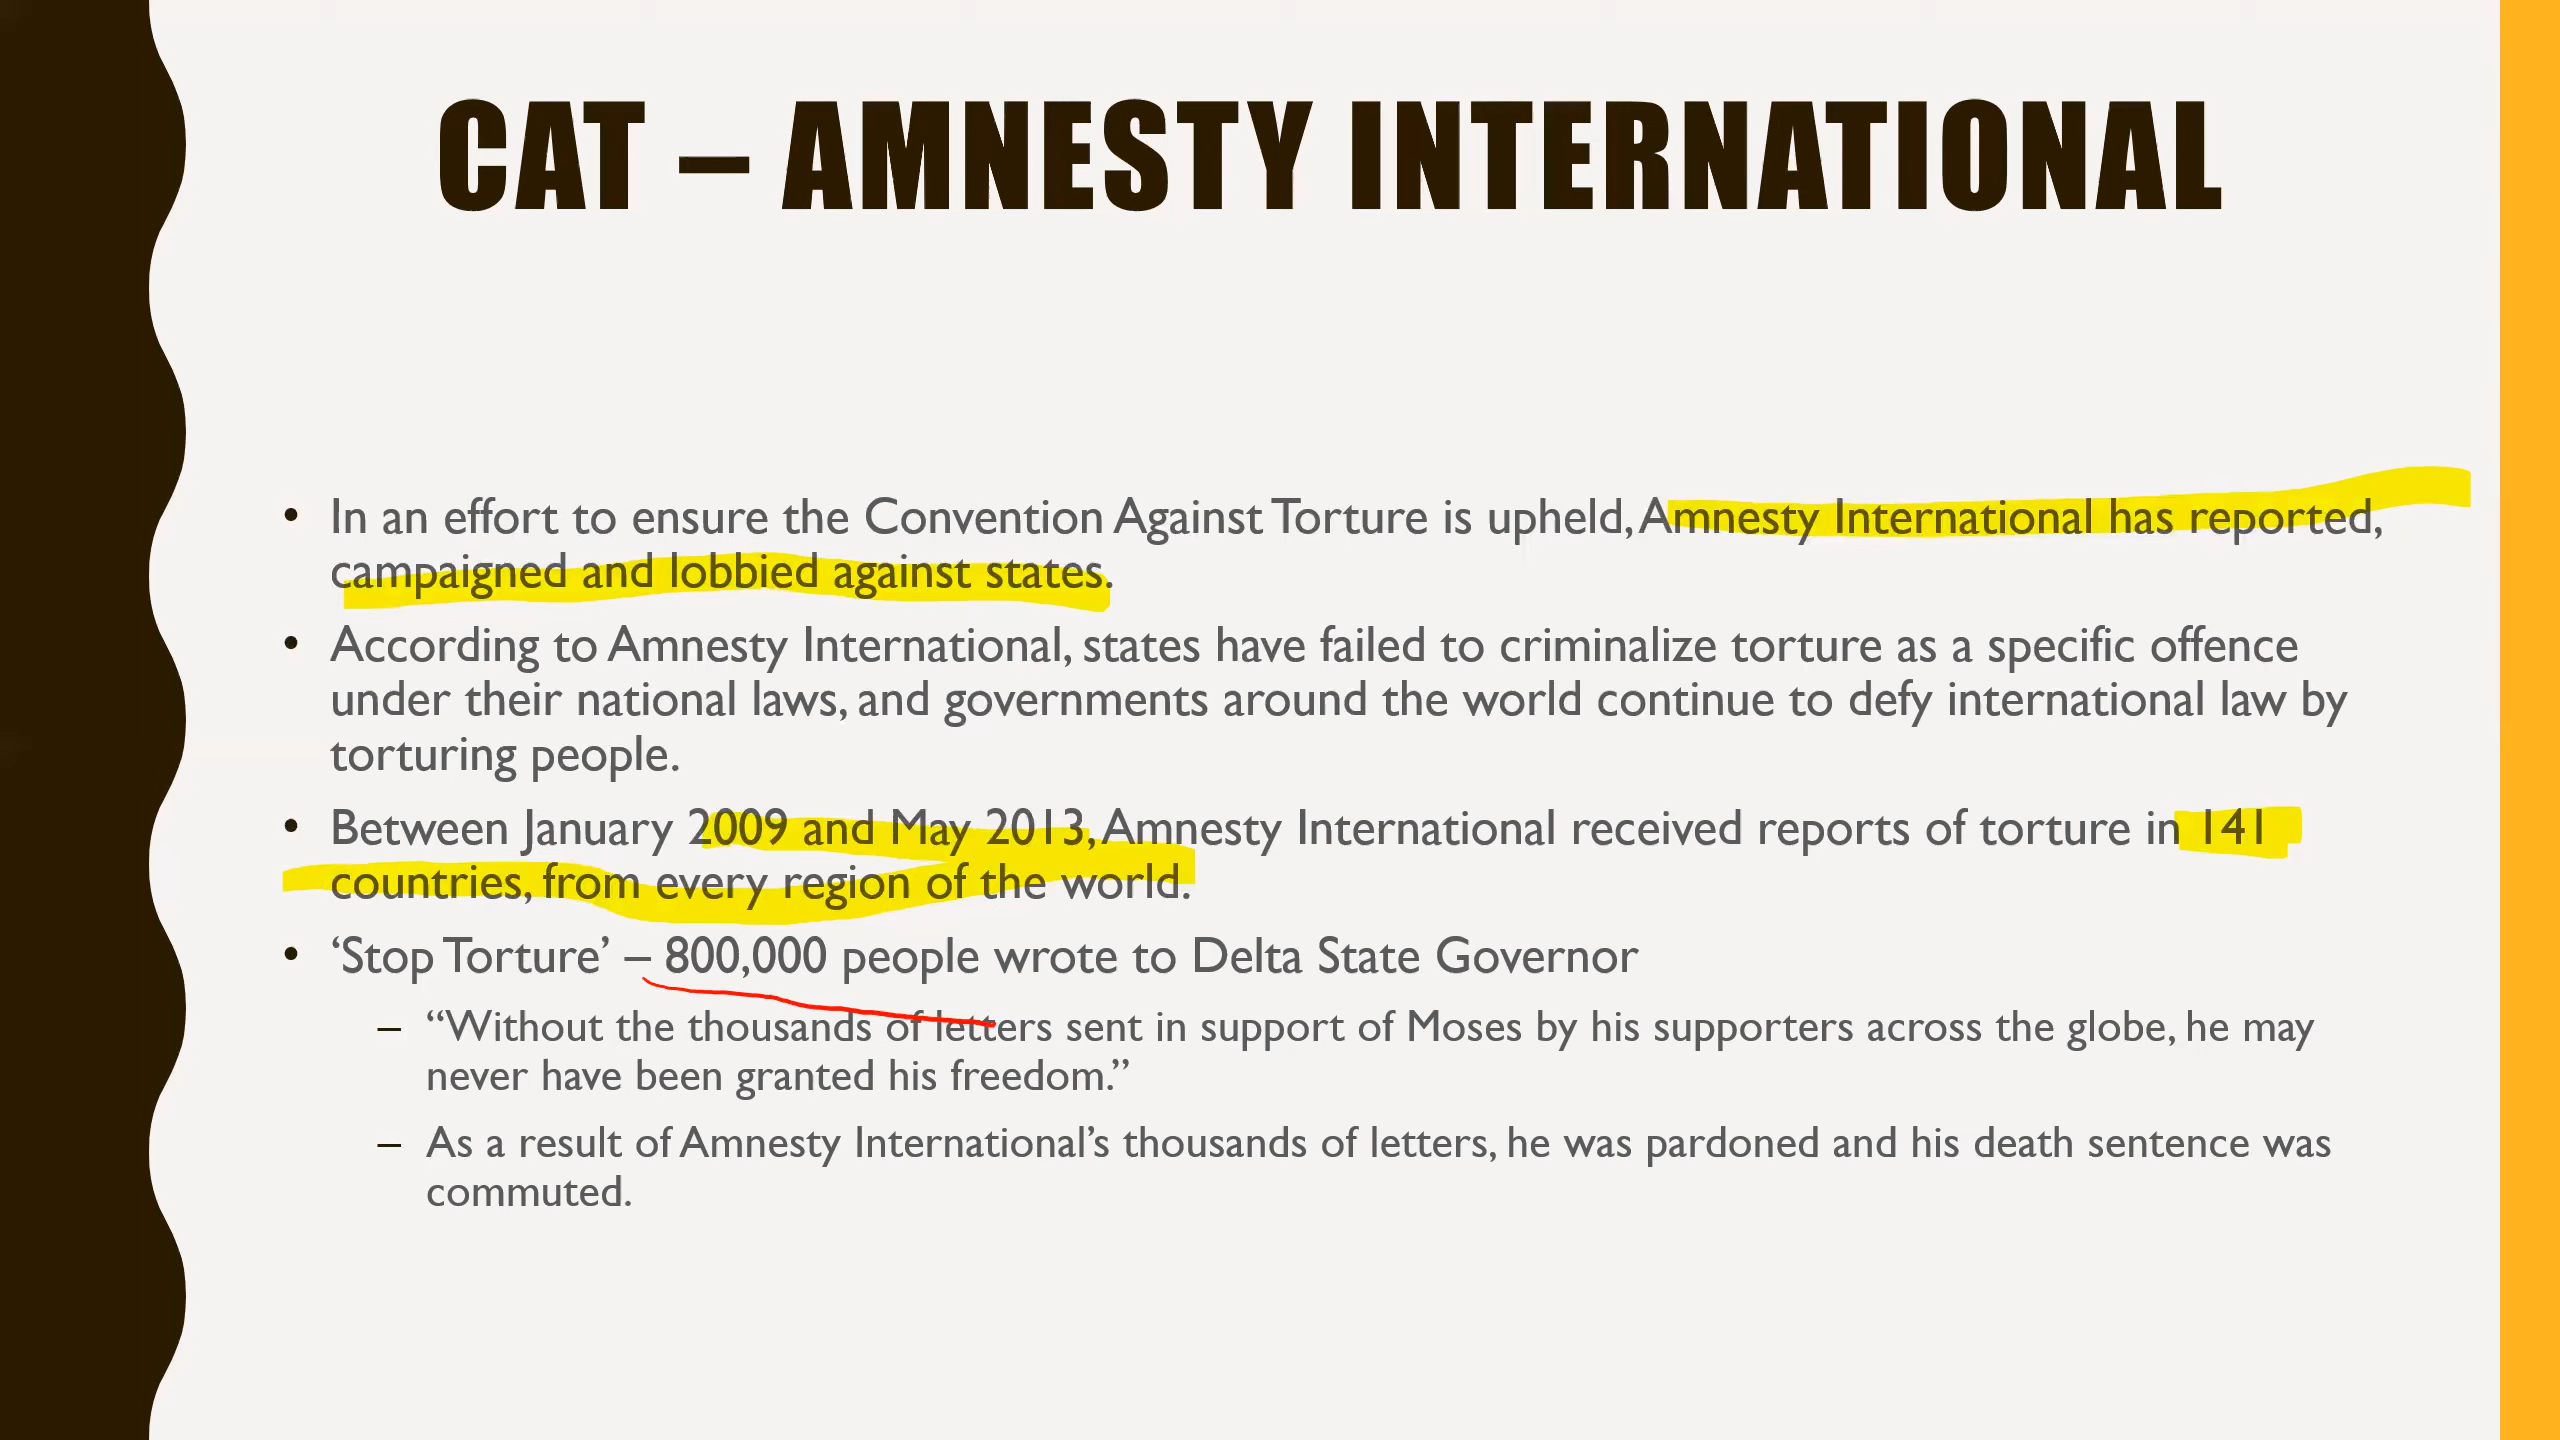 CAT – AMNESTY INTERNATIONAL
• In an effort to ensure the Convention Against Torture is upheld, Amnesty International has reported,
campaigned and lobbied against states.
• According to Amnesty International, states have failed to criminalize torture as a specific offence
under their national laws, and governments around the world continue to defy international law by
torturing people.
• Between January 2009 and May 2013, Amnesty International received reports of torture in 141
countries, from every region of the world.
• ‘Stop Torture’ – 800,000 people wrote to Delta State Governor
– “Without the thousands of letters sent in support of Moses by his supporters across the globe, he may
never have been granted his freedom.”
– As a result of Amnesty International’s thousands of letters, he was pardoned and his death sentence was
commuted.